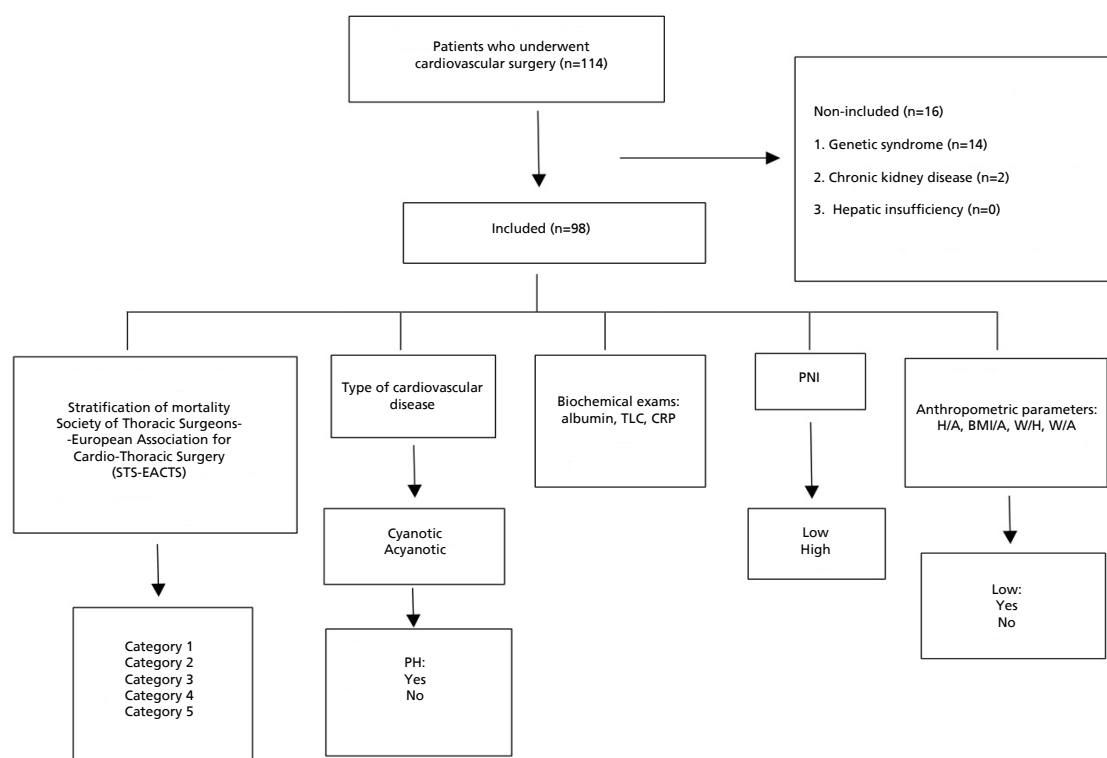 Patients who underwent
cardiovascular surgery (n=114)
Non-included (n=16)
1. Genetic syndrome (n=14)
2. Chronic kidney disease (n=2)
3. Hepatic insufficiency (n=0)
Included (n=98)
Stratification of mortality
Society of Thoracic Surgeons-
-European Association for
Cardio-Thoracic Surgery
(STS-EACTS)
Type of cardiovascular
disease
Biochemical exams:
albumin, TLC, CRP
PNI
Anthropometric parameters:
H/A, BMI/A, W/H, W/A
Cyanotic
Acyanotic
Low
High
Low:
Yes
No
Category 1
Category 2
Category 3
Category 4
Category 5
PH:
Yes
No